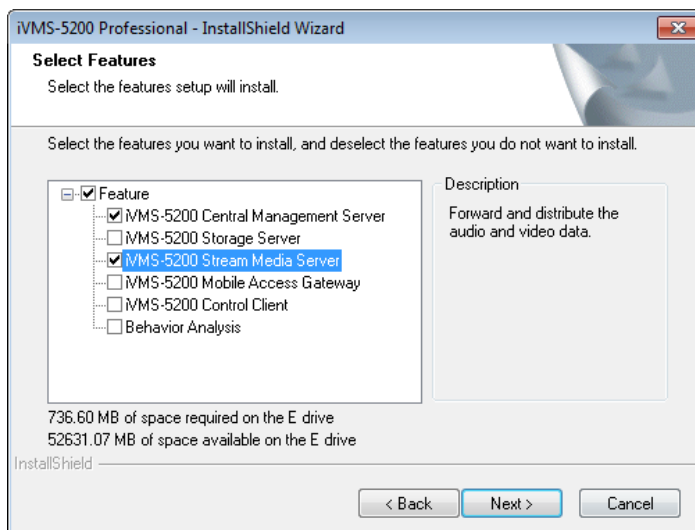 iVMS-5200 Professional - InstallShield Wizard
Select Features
Select the features setup will install.
Select the features you want to install, and deselect the features you do not want to install.
Feature
iVMS-5200 Central Management Server
iVMS-5200 Storage Server
iVMS-5200 Stream Media Server
iVMS-5200 Mobile Access Gateway
iVMS-5200 Control Client
Behavior Analysis
Description
Forward and distribute the
audio and video data.
736.60 MB of space required on the E drive
52631.07 MB of space available on the E drive
InstallShield
< Back
Next >
Cancel